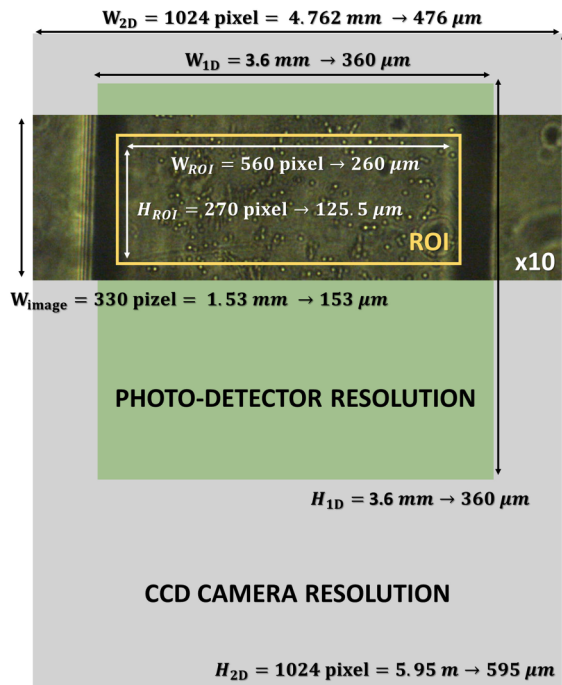 W2D = 1024 pixel = 4.762 mm → 476 μm
W1D = 3.6 mm → 360 μm
WROI = 560 pixel → 260 μm
HROI = 270 pixel → 125.5 μm
ROI
x10
Wimage = 330 pizel = 1.53 mm → 153 μm
PHOTO-DETECTOR RESOLUTION
H1D = 3.6 mm → 360 μm
CCD CAMERA RESOLUTION
H2D = 1024 pixel = 5.95 m → 595 μm